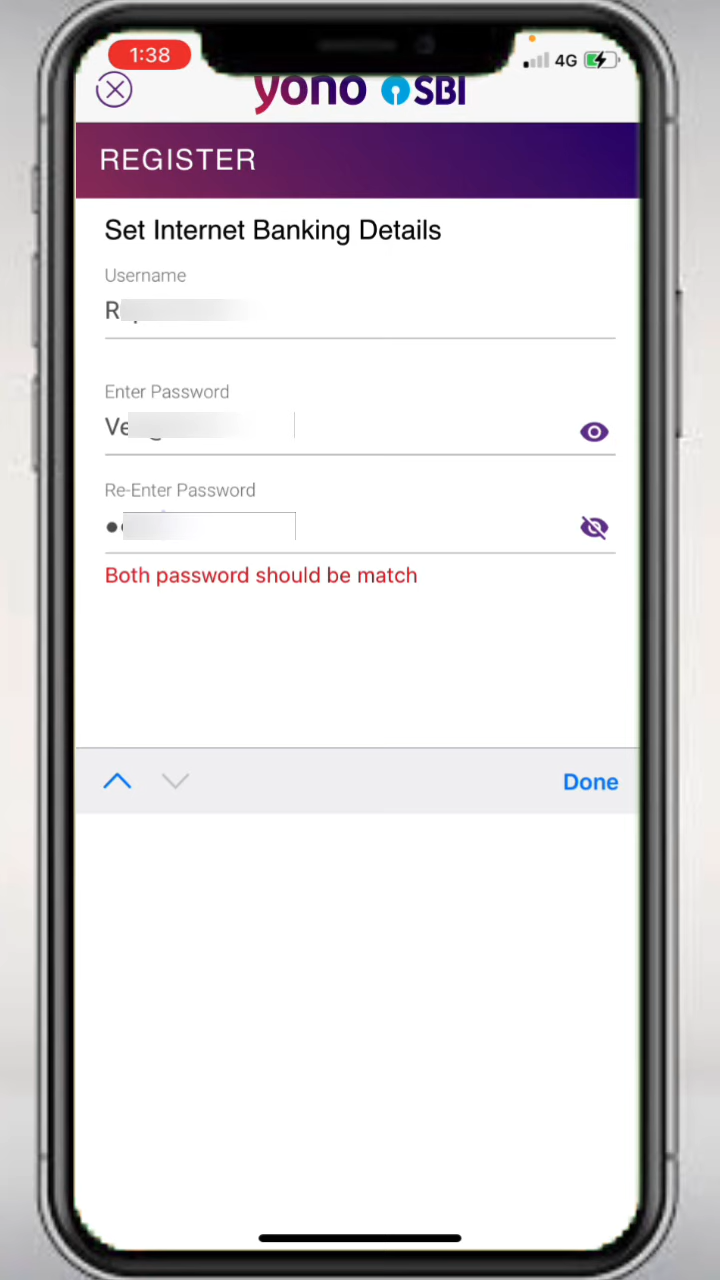 1:38
4G
yono SBI
REGISTER
Set Internet Banking Details
Username
Enter Password
Re-Enter Password
Both password should be match
Done